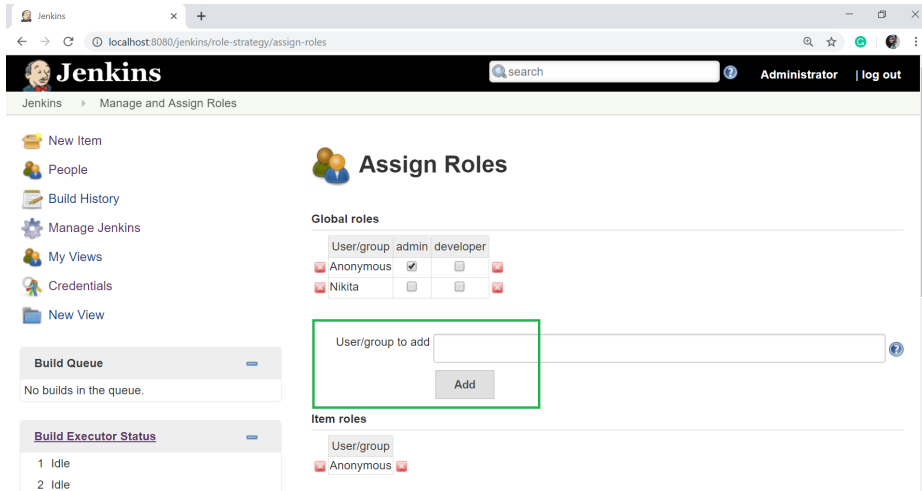 Jenkins
localhost:8080/jenkins/role-strategy/assign-roles
Jenkins
search
Administrator | log out
Jenkins Manage and Assign Roles
New Item
People
Build History
Manage Jenkins
My Views
Credentials
New View
Build Queue
No builds in the queue.
Build Executor Status
1 Idle
2 Idle
Assign Roles
Global roles
User/group admin developer
Anonymous
Nikita
User/group to add
Add
Item roles
User/group
Anonymous